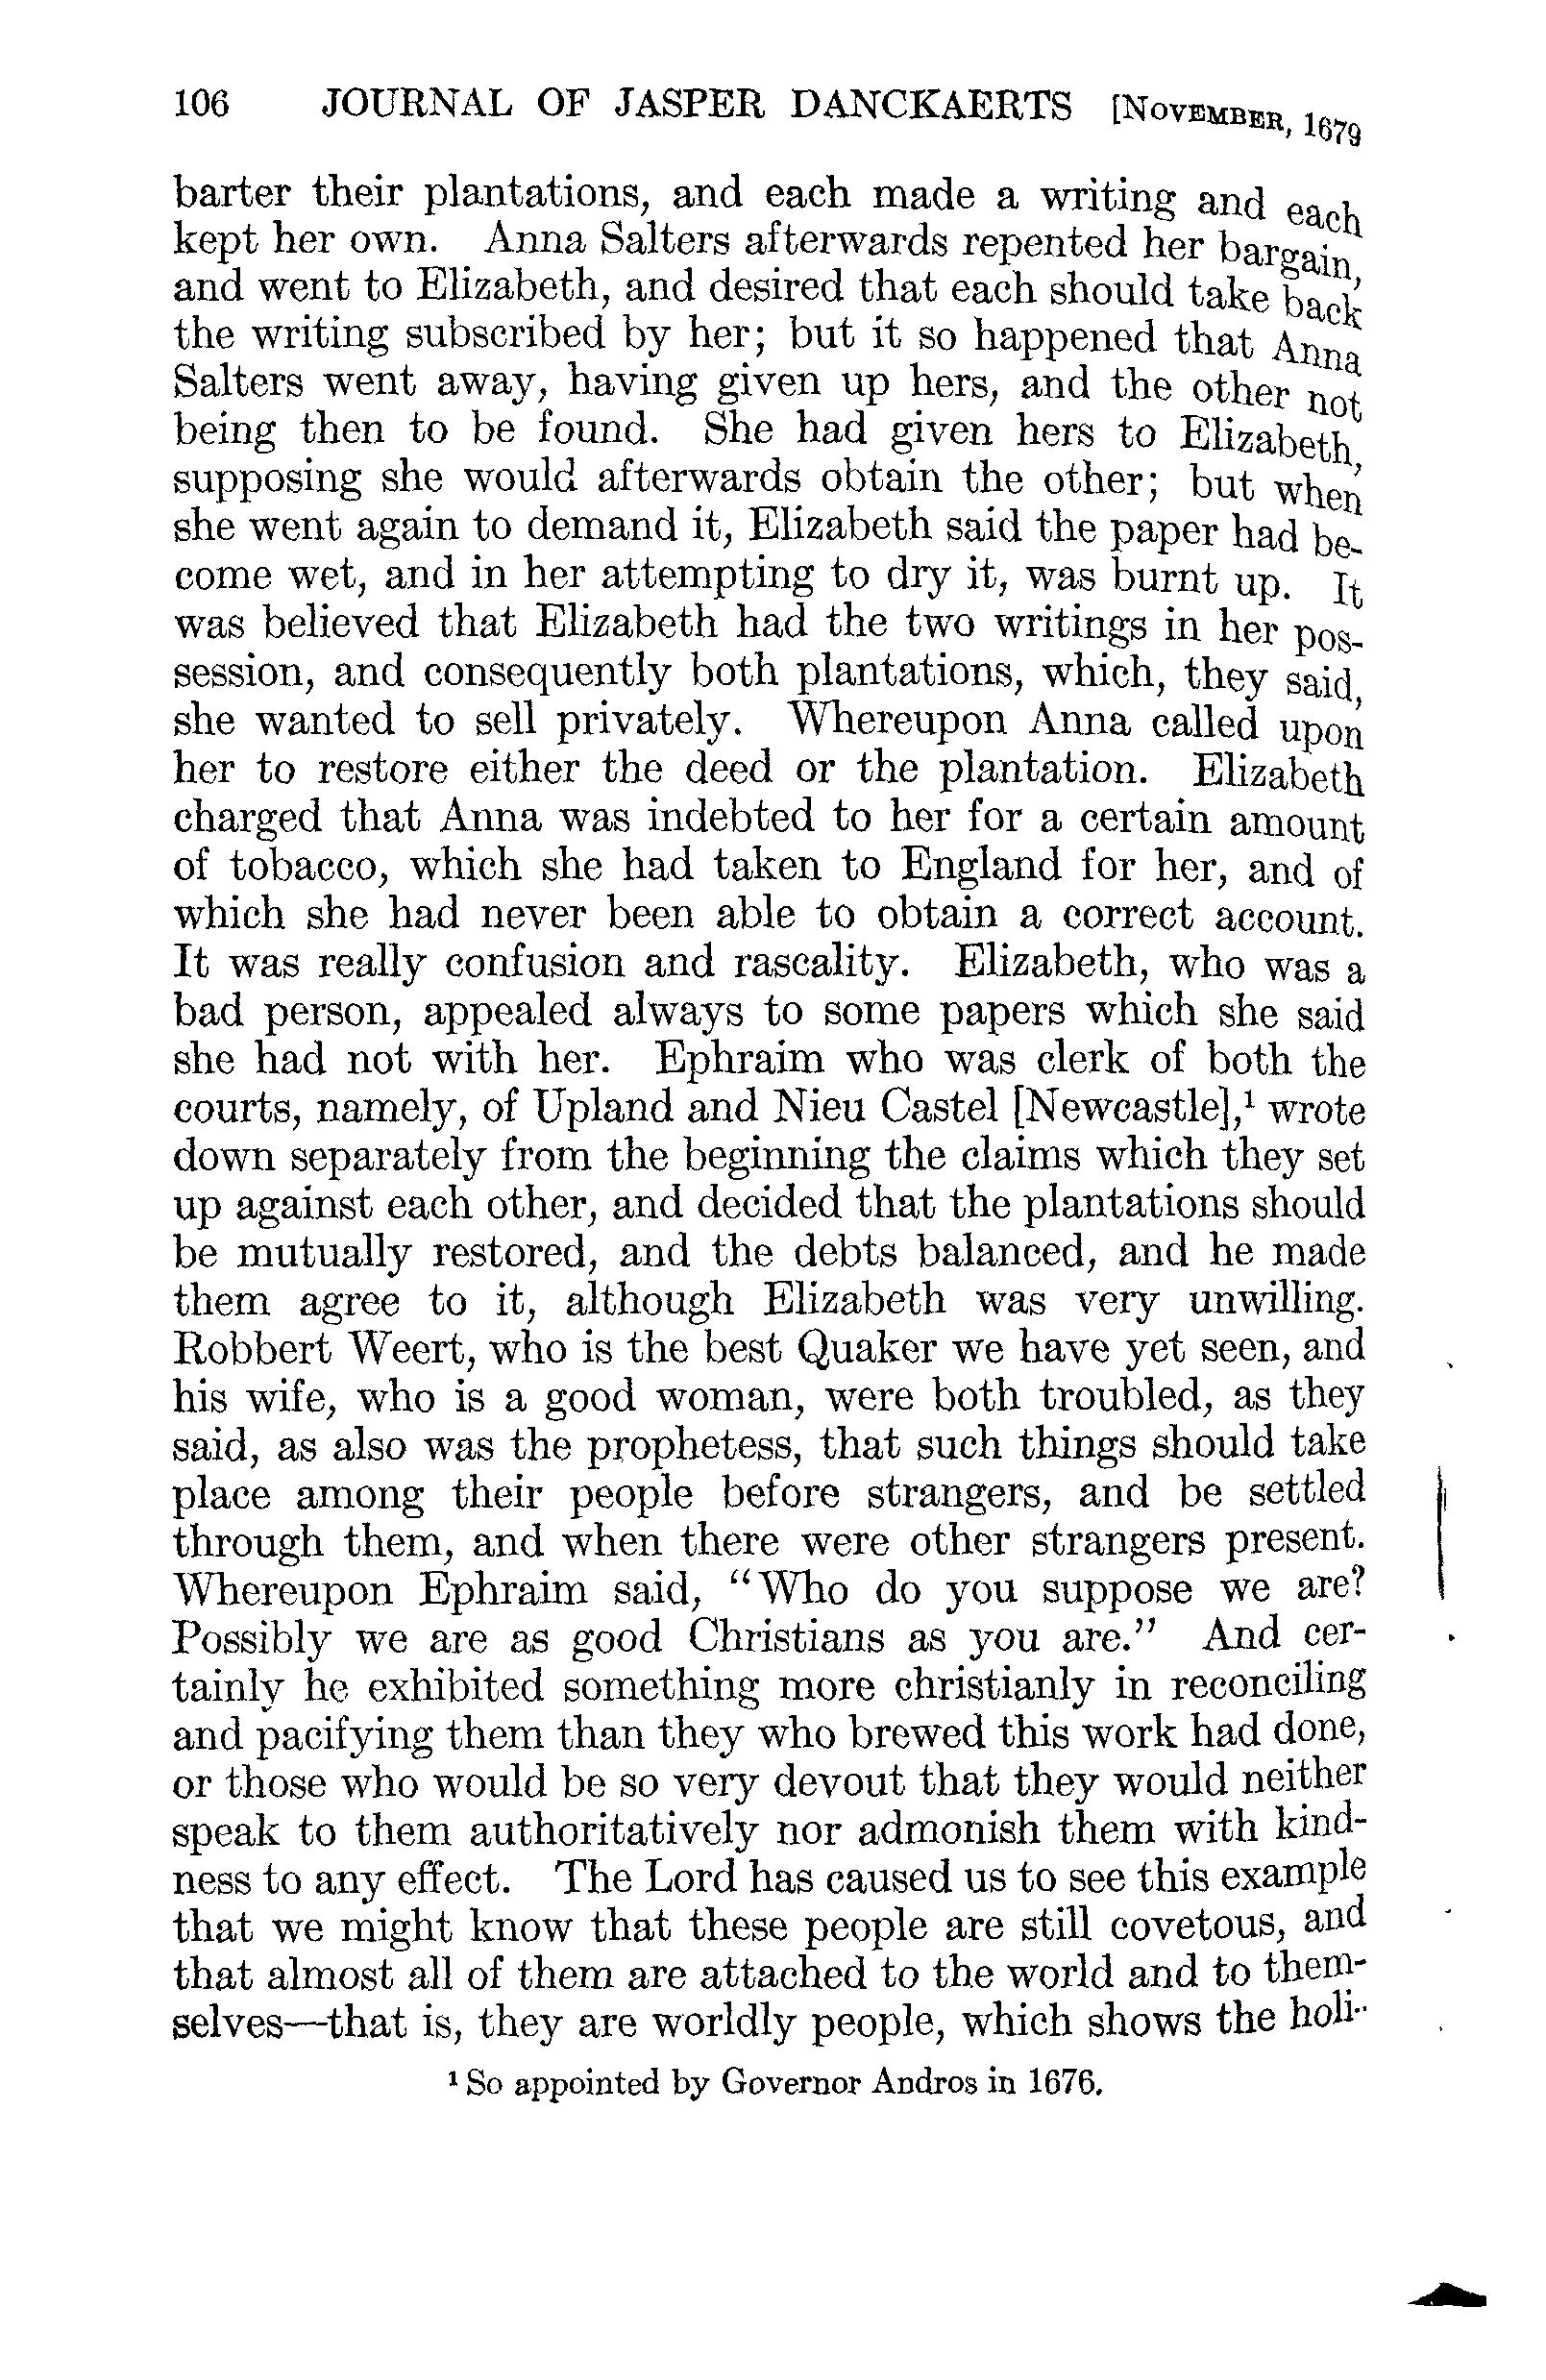 106 JOURNAL OF JASPER DANCKAERTS [NOVEMBER, 1679
barter their plantations, and each made a writing and each
kept her own. Anna Salters afterwards repented her bargain,
and went to Elizabeth, and desired that each should take back
the writing subscribed by her; but it so happened that Anna
Salters went away, having given up hers, and the other not
being then to be found. She had given hers to Elizabeth,
supposing she would afterwards obtain the other; but when
she went again to demand it, Elizabeth said the paper had be-
come wet, and in her attempting to dry it, was burnt up. It
was believed that Elizabeth had the two writings in her pos-
session, and consequently both plantations, which, they said,
she wanted to sell privately. Whereupon Anna called upon
her to restore either the deed or the plantation. Elizabeth
charged that Anna was indebted to her for a certain amount
of tobacco, which she had taken to England for her, and of
which she had never been able to obtain a correct account.
It was really confusion and rascality. Elizabeth, who was a
bad person, appealed always to some papers which she said
she had not with her. Ephraim who was clerk of both the
courts, namely, of Upland and Nieu Castel [Newcastle],¹ wrote
down separately from the beginning the claims which they set
up against each other, and decided that the plantations should
be mutually restored, and the debts balanced, and he made
them agree to it, although Elizabeth was very unwilling.
Robbert Weert, who is the best Quaker we have yet seen, and
his wife, who is a good woman, were both troubled, as they
said, as also was the prophetess, that such things should take
place among their people before strangers, and be settled
through them, and when there were other strangers present.
Whereupon Ephraim said, "Who do you suppose we are?
Possibly we are as good Christians as you are." And cer-
tainly he exhibited something more christianly in reconciling
and pacifying them than they who brewed this work had done,
or those who would be so very devout that they would neither
speak to them authoritatively nor admonish them with kind-
ness to any effect. The Lord has caused us to see this example
that we might know that these people are still covetous, and
that almost all of them are attached to the world and to them-
selves—that is, they are worldly people, which shows the holi-
¹ So appointed by Governor Andros in 1676.